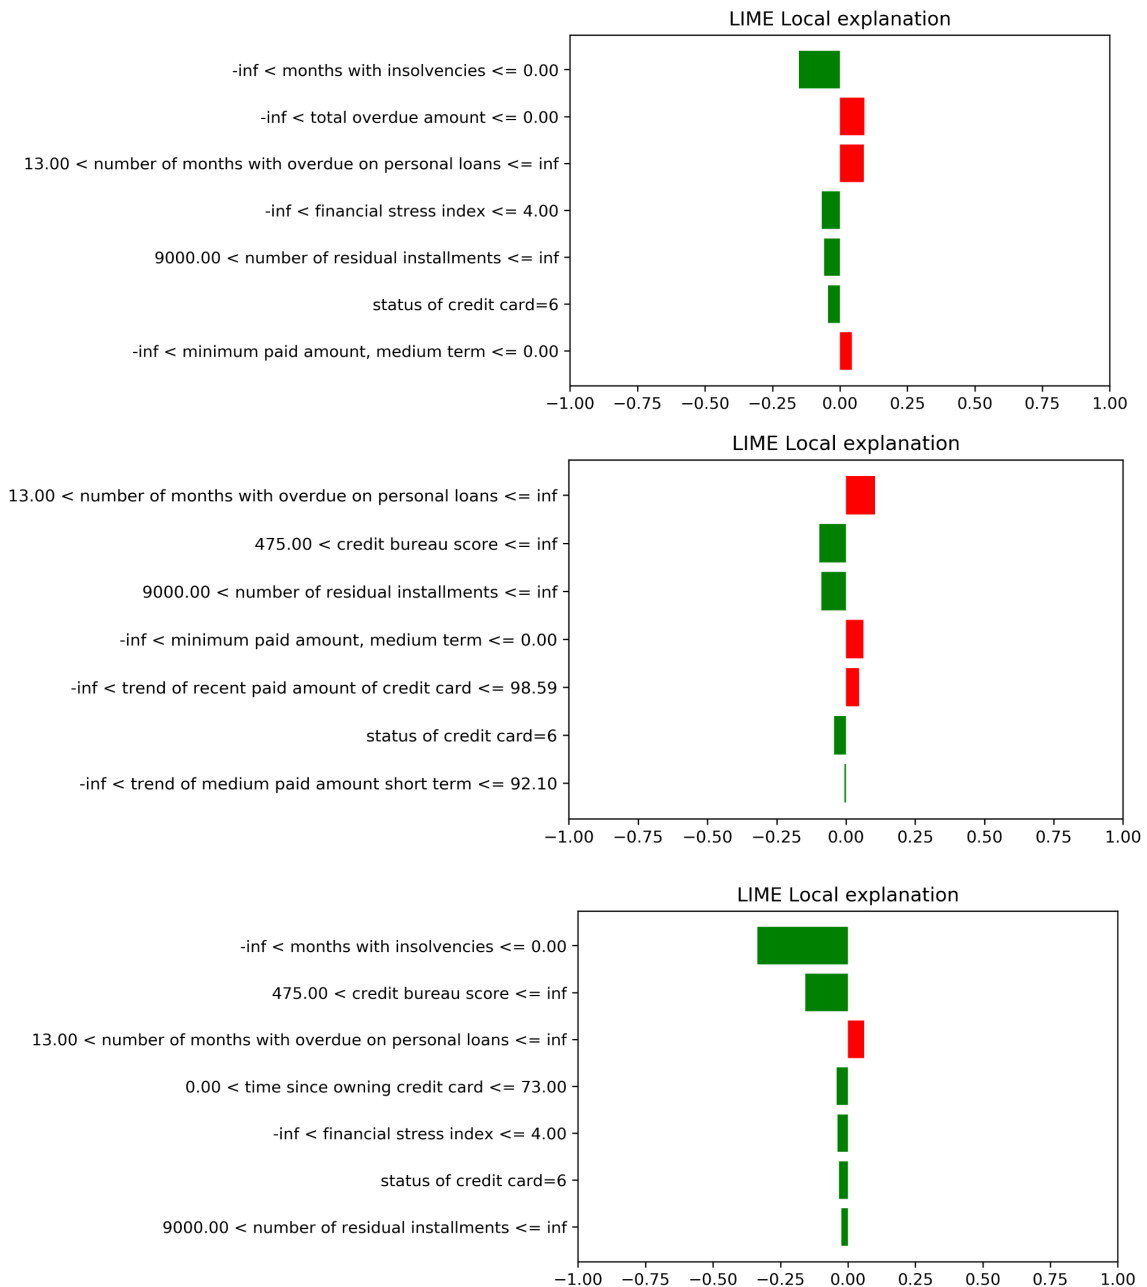 LIME Local explanation
-inf < months with insolvencies <= 0.00
-inf < total overdue amount <= 0.00
13.00 < number of months with overdue on personal loans <= inf
-inf < financial stress index <= 4.00
9000.00 < number of residual installments <= inf
status of credit card=6
-inf < minimum paid amount, medium term <= 0.00
−1.00 −0.75 −0.50 −0.25 0.00 0.25 0.50 0.75 1.00
LIME Local explanation
13.00 < number of months with overdue on personal loans <= inf
475.00 < credit bureau score <= inf
9000.00 < number of residual installments <= inf
-inf < minimum paid amount, medium term <= 0.00
-inf < trend of recent paid amount of credit card <= 98.59
status of credit card=6
-inf < trend of medium paid amount short term <= 92.10
−1.00 −0.75 −0.50 −0.25 0.00 0.25 0.50 0.75 1.00
LIME Local explanation
-inf < months with insolvencies <= 0.00
475.00 < credit bureau score <= inf
13.00 < number of months with overdue on personal loans <= inf
0.00 < time since owning credit card <= 73.00
-inf < financial stress index <= 4.00
status of credit card=6
9000.00 < number of residual installments <= inf
−1.00 −0.75 −0.50 −0.25 0.00 0.25 0.50 0.75 1.00